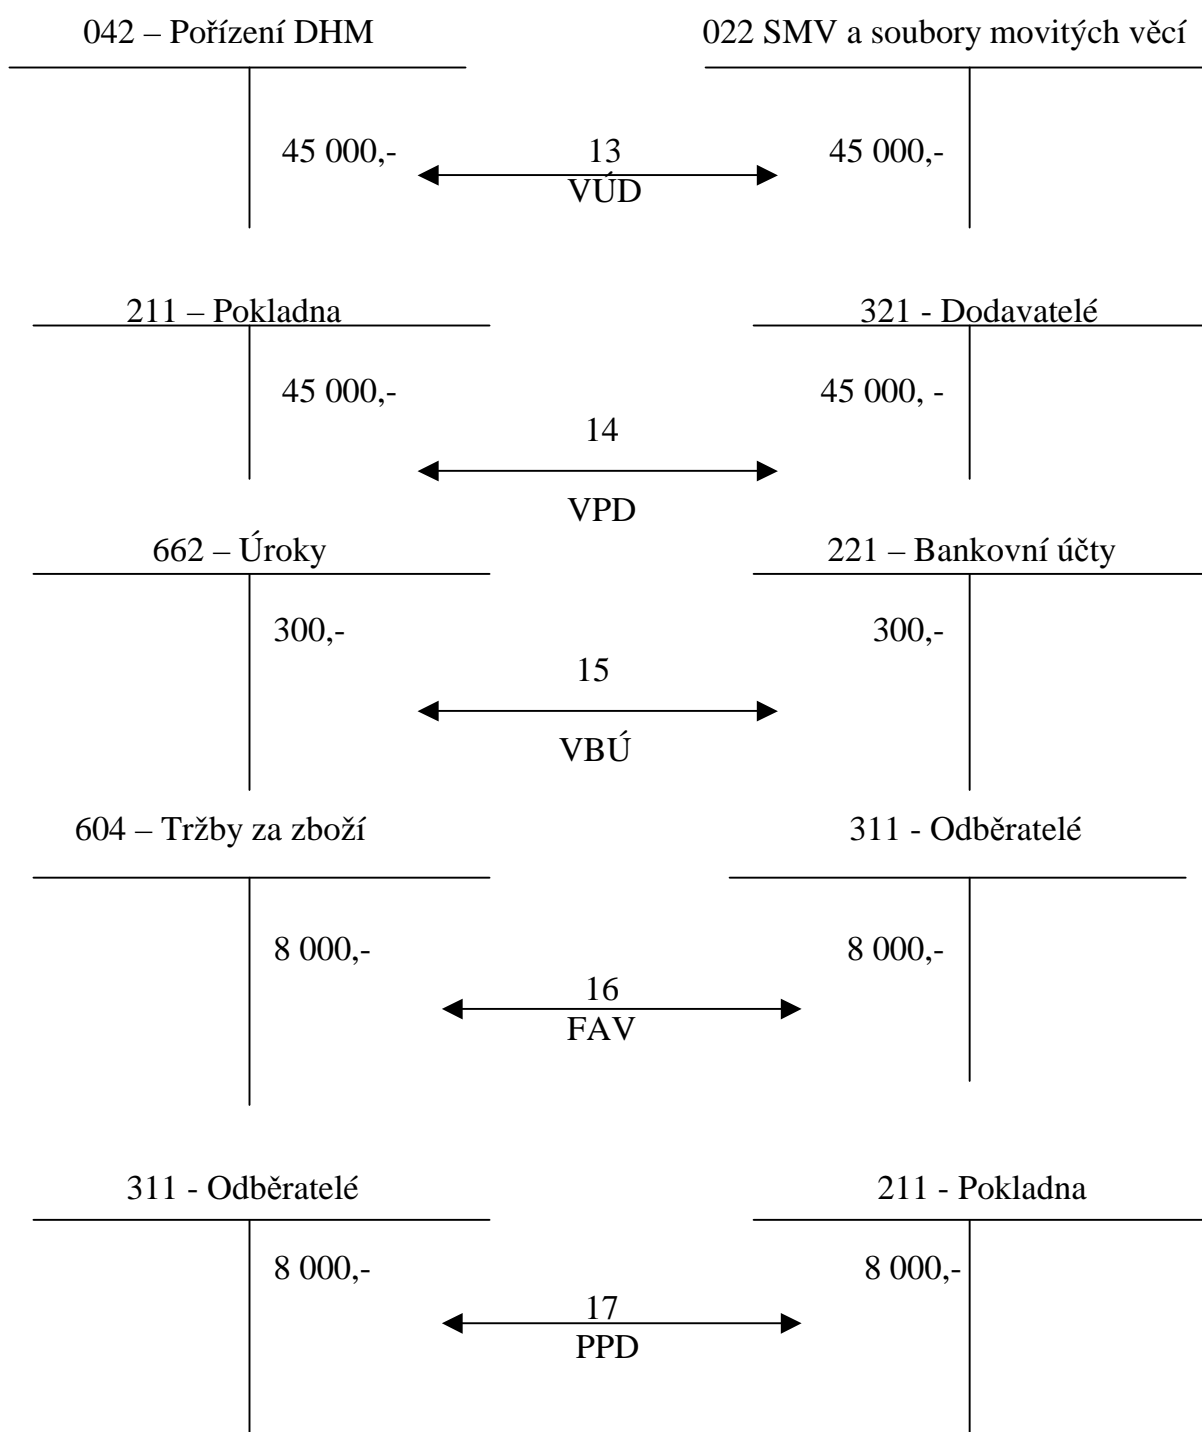 042 – Pořízení DHM 022 SMV a soubory movitých věcí
45 000,- 13 45 000,-
VÚD
211 – Pokladna 321 - Dodavatelé
45 000,- 45 000, -
14
VPD
662 – Úroky 221 – Bankovní účty
300,- 300,-
15
VBÚ
604 – Tržby za zboží 311 - Odběratelé
8 000,- 8 000,-
16
FAV
311 - Odběratelé 211 - Pokladna
8 000,- 8 000,-
17
PPD